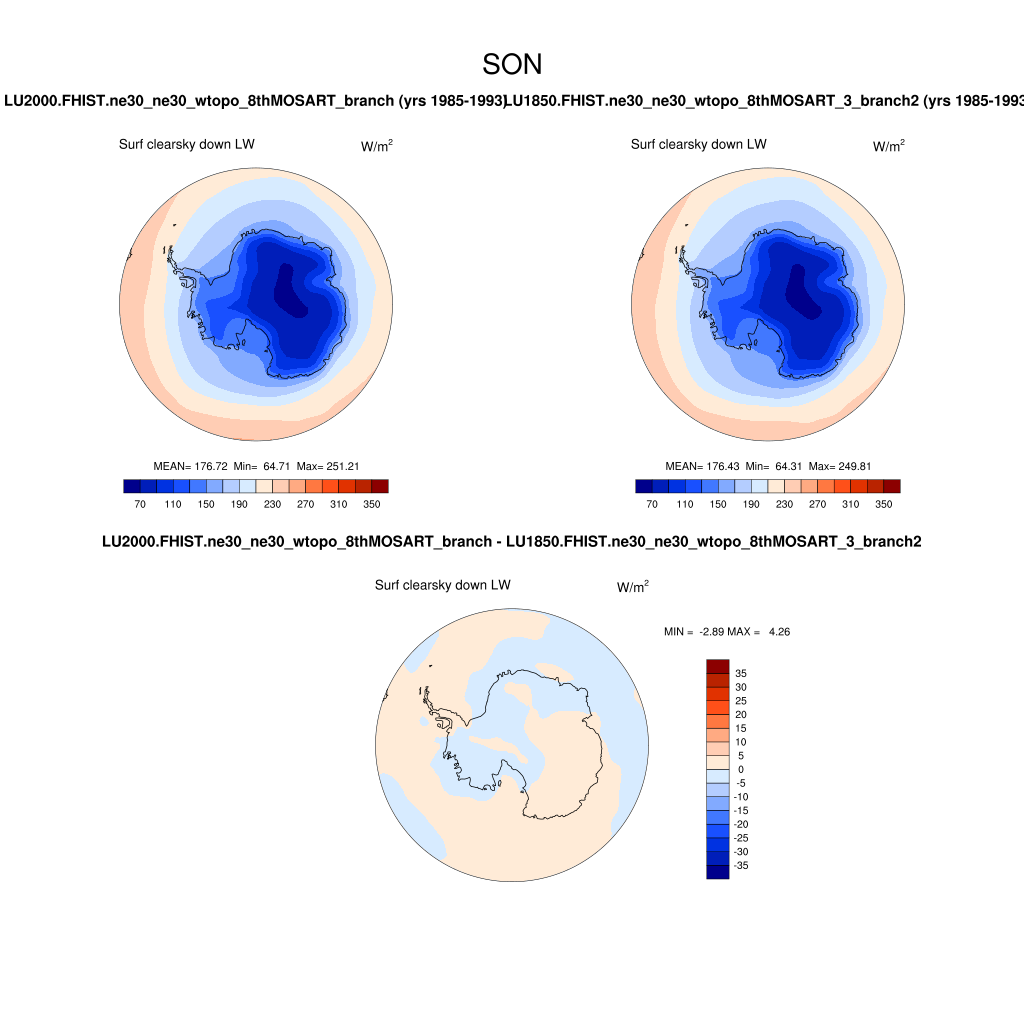 SON
LU2000.FHIST.ne30_ne30_wtopo_8thMOSART_branch (yrs 1985-1993)
LU1850.FHIST.ne30_ne30_wtopo_8thMOSART_3_branch2 (yrs 1985-1993
Surf clearsky down LW W/m²
Surf clearsky down LW W/m²
MEAN= 176.72 Min= 64.71 Max= 251.21
MEAN= 176.43 Min= 64.31 Max= 249.81
70 110 150 190 230 270 310 350
70 110 150 190 230 270 310 350
LU2000.FHIST.ne30_ne30_wtopo_8thMOSART_branch - LU1850.FHIST.ne30_ne30_wtopo_8thMOSART_3_branch2
Surf clearsky down LW W/m²
MIN = -2.89 MAX = 4.26
35
30
25
20
15
10
5
0
-5
-10
-15
-20
-25
-30
-35